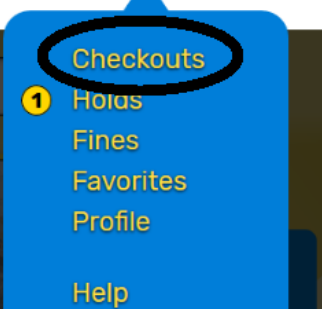 Checkouts
1 Holds
Fines
Favorites
Profile
Help